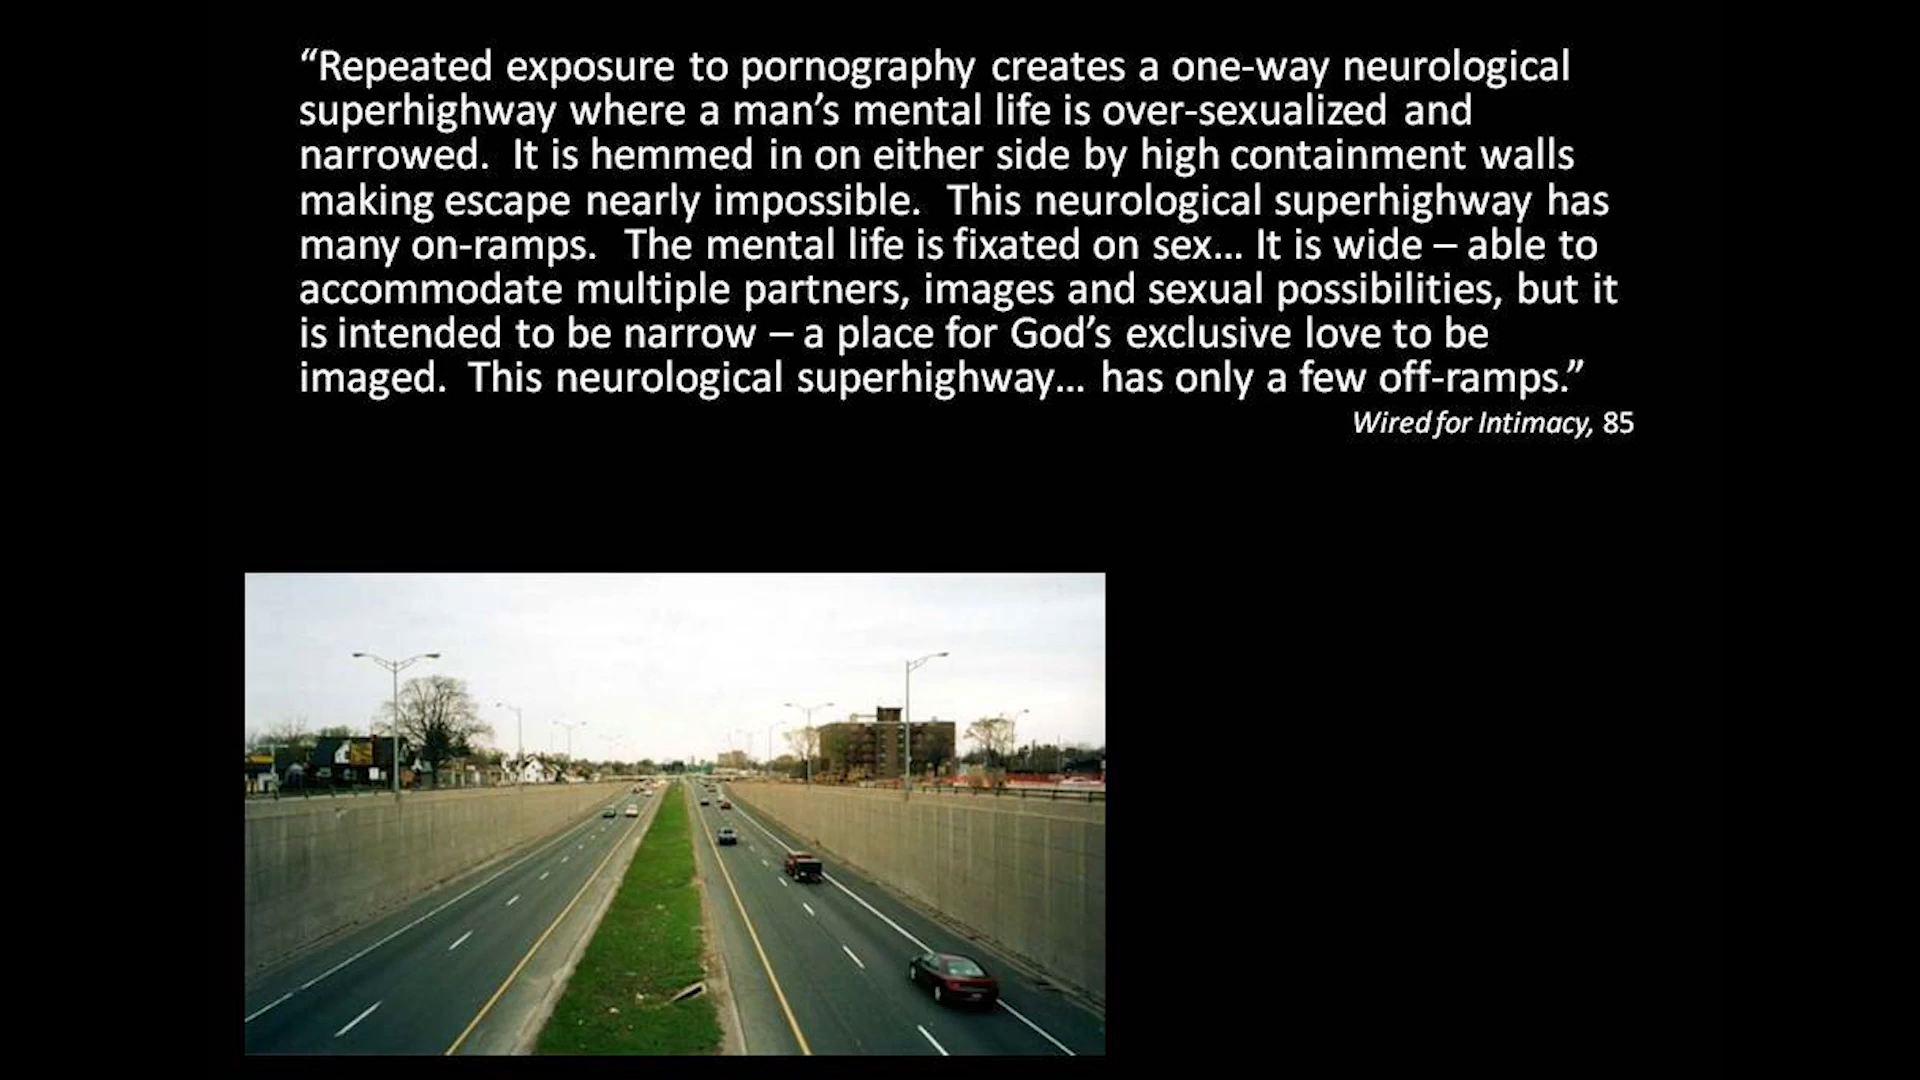 “Repeated exposure to pornography creates a one-way neurological
superhighway where a man’s mental life is over-sexualized and
narrowed.  It is hemmed in on either side by high containment walls
making escape nearly impossible.  This neurological superhighway has
many on-ramps.  The mental life is fixated on sex... It is wide – able to
accommodate multiple partners, images and sexual possibilities, but it
is intended to be narrow – a place for God’s exclusive love to be
imaged.  This neurological superhighway... has only a few off-ramps.”
Wired for Intimacy, 85